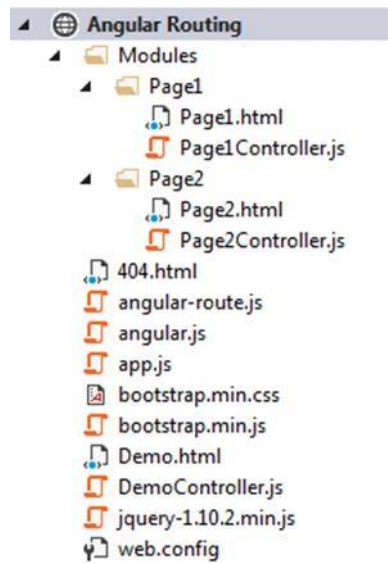 Angular Routing
Modules
Page1
Page1.html
Page1Controller.js
Page2
Page2.html
Page2Controller.js
404.html
angular-route.js
angular.js
app.js
bootstrap.min.css
bootstrap.min.js
Demo.html
DemoController.js
jquery-1.10.2.min.js
web.config